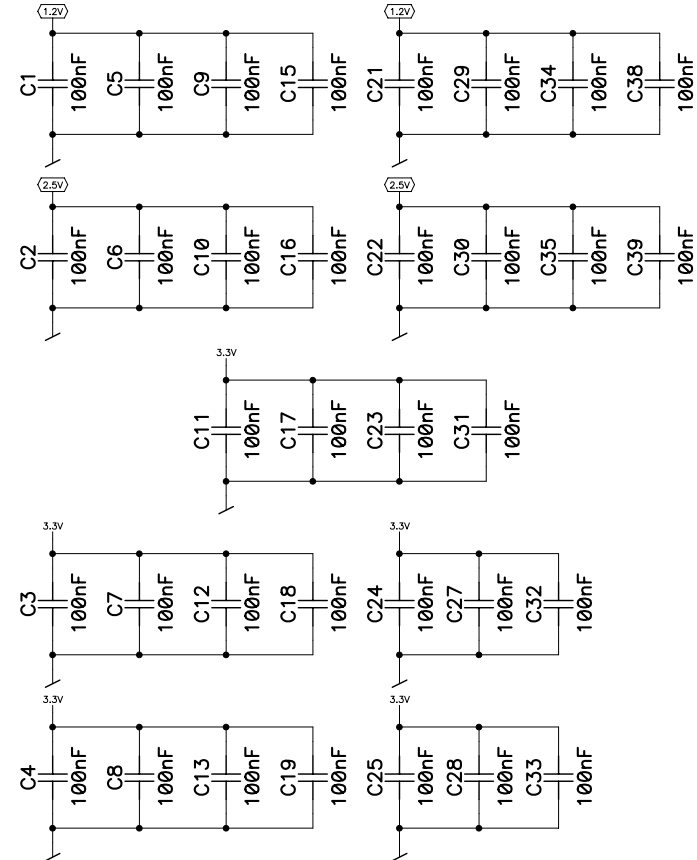 1.2V 1.2V
C1 100nF C5 100nF C9 100nF C15 100nF C21 100nF C29 100nF C34 100nF C38 100nF
2.5V 2.5V
C2 100nF C6 100nF C10 100nF C16 100nF C22 100nF C30 100nF C35 100nF C39 100nF
3.3V
C11 100nF C17 100nF C23 100nF C31 100nF
3.3V 3.3V
C3 100nF C7 100nF C12 100nF C18 100nF C24 100nF C27 100nF C32 100nF
3.3V 3.3V
C4 100nF C8 100nF C13 100nF C19 100nF C25 100nF C28 100nF C33 100nF